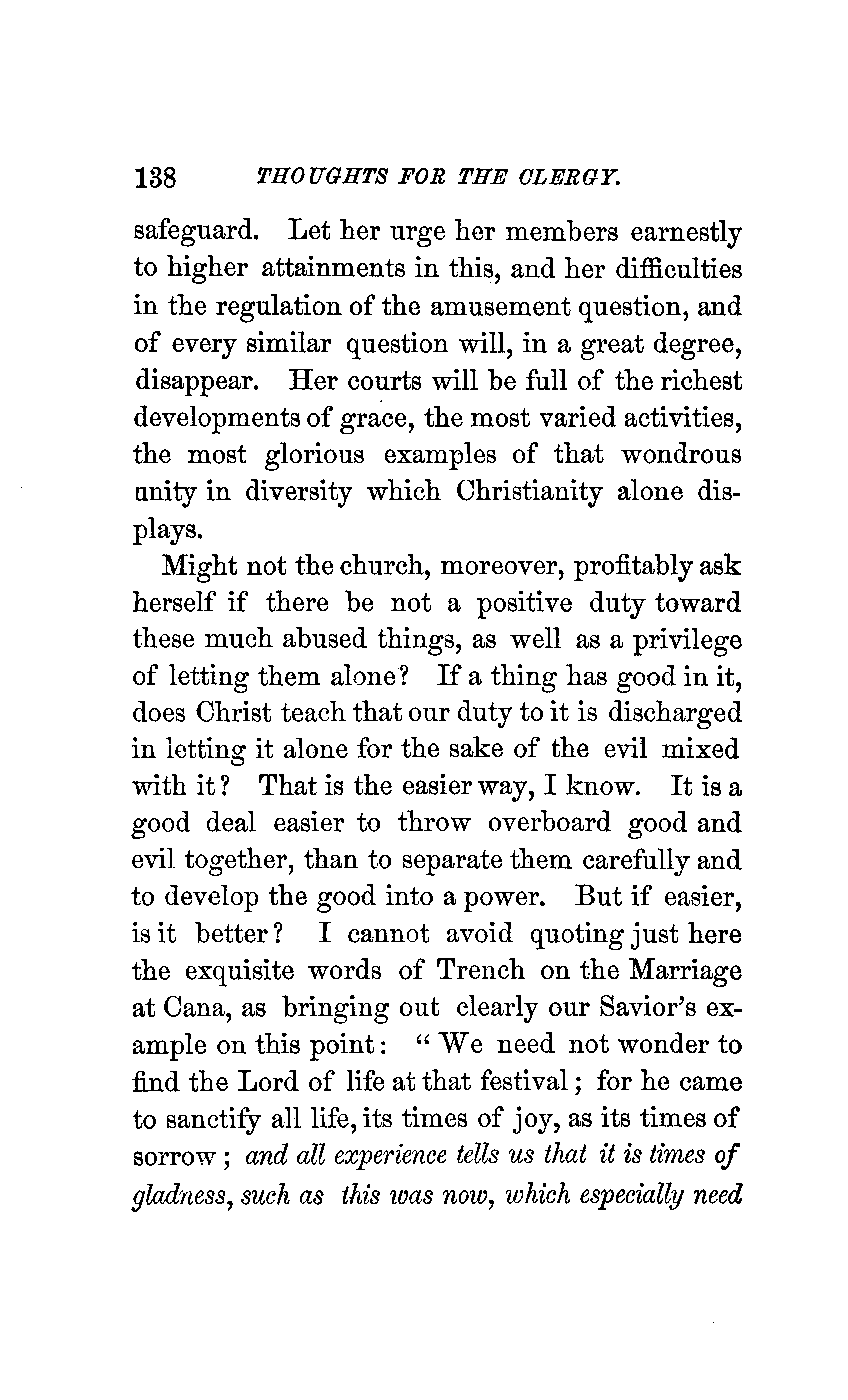 138 THOUGHTS FOR THE CLERGY.
safeguard. Let her urge her members earnestly
to higher attainments in this, and her difficulties
in the regulation of the amusement question, and
of every similar question will, in a great degree,
disappear. Her courts will be full of the richest
developments of grace, the most varied activities,
the most glorious examples of that wondrous
unity in diversity which Christianity alone dis-
plays.
Might not the church, moreover, profitably ask
herself if there be not a positive duty toward
these much abused things, as well as a privilege
of letting them alone? If a thing has good in it,
does Christ teach that our duty to it is discharged
in letting it alone for the sake of the evil mixed
with it? That is the easier way, I know. It is a
good deal easier to throw overboard good and
evil together, than to separate them carefully and
to develop the good into a power. But if easier,
is it better? I cannot avoid quoting just here
the exquisite words of Trench on the Marriage
at Cana, as bringing out clearly our Savior's ex-
ample on this point: "We need not wonder to
find the Lord of life at that festival; for he came
to sanctify all life, its times of joy, as its times of
sorrow; and all experience tells us that it is times of
gladness, such as this was now, which especially need